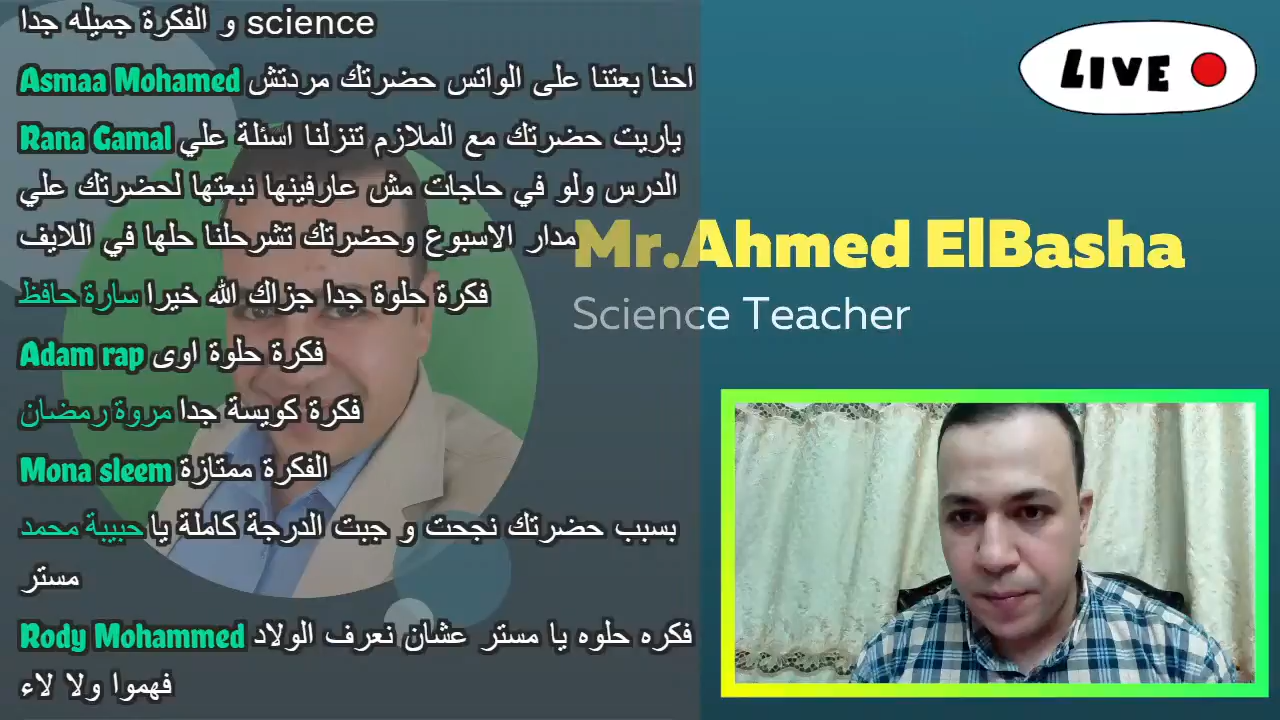 و الفكرة جميله جدا science
Asmaa Mohamed احنا بعتنا على الواتس حضرتك مردتش
Rana Gamal ياريت حضرتك مع الملازم تنزلنا اسئلة علي
الدرس ولو في حاجات مش عارفينها نبعتها لحضرتك علي
مدار الاسبوع وحضرتك تشرحلنا حلها في اللايف
سارة حافظ فكرة حلوة جدا جزاك الله خيرا
Adam rap فكرة حلوة اوى
مروة رمضان فكرة كويسة جدا
Mona sleem الفكرة ممتازة
حبيبة محمد بسبب حضرتك نجحت و جبت الدرجة كاملة يا
مستر
Rody Mohammed فكره حلوه يا مستر عشان نعرف الولاد
فهموا ولا لاء
LIVE
Mr.Ahmed ElBasha
Science Teacher